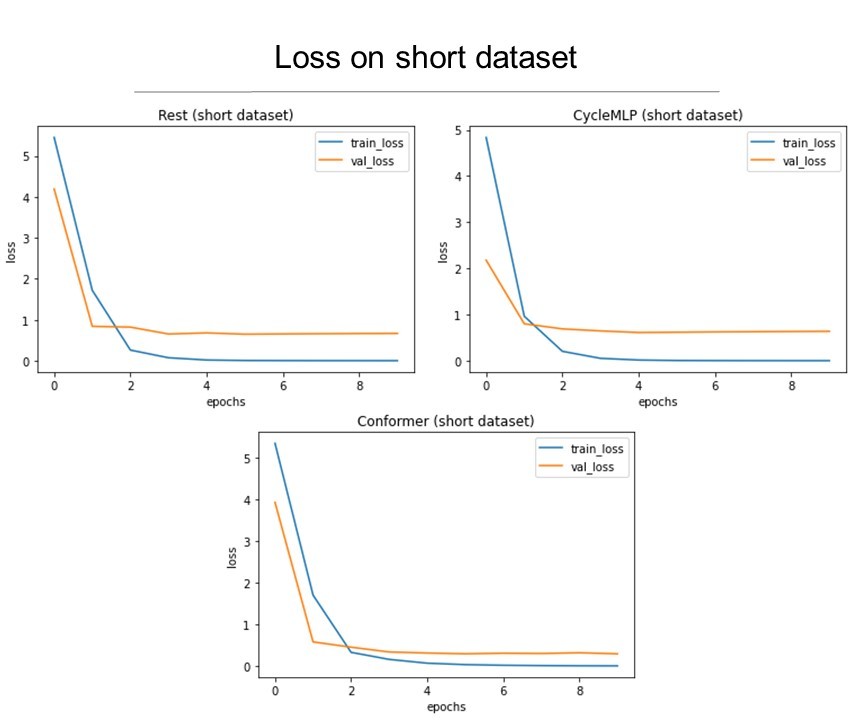 Loss on short dataset
Rest (short dataset)
train_loss
val_loss
5
4
3
2
1
0
loss
0 2 4 6 8
epochs
CycleMLP (short dataset)
train_loss
val_loss
5
4
3
2
1
0
loss
0 2 4 6 8
epochs
Conformer (short dataset)
train_loss
val_loss
5
4
3
2
1
0
loss
0 2 4 6 8
epochs